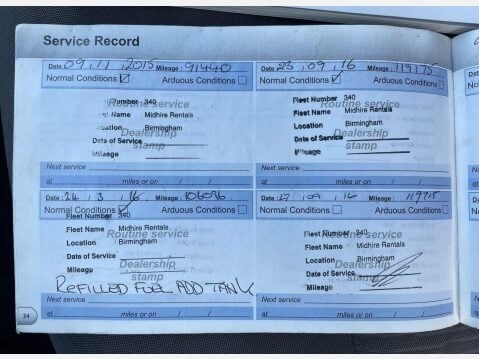 Service Record
Date : 09 , 11 , 2015 Mileage : 91440
Normal Conditions ☑ Arduous Conditions ☐
Number 340
Routine service
Name Midhire Rentals
Location Birmingham
Dealership
Date of Service
stamp
Mileage
Next service
at miles or on / /
Date : 23 , 09 , 16 Mileage :
Normal Conditions ☑ Arduous Conditions ☐
Fleet Number 340
Routine service
Fleet Name Midhire Rentals
Location Birmingham
Dealership
Date of Service
stamp
Mileage
Next service
at miles or on / /
Date : 24 , 3 , 16 Mileage : 106096
Normal Conditions ☑ Arduous Conditions ☐
Fleet Number 340
Routine service
Fleet Name Midhire Rentals
Location Birmingham
Date of Service
Dealership
Mileage stamp
REFILLED FUEL ADD TANK
Next service
at miles or on / /
Date : 27 , 09 , 16 Mileage :
Normal Conditions ☐ Arduous Conditions ☐
Fleet Number 340
Routine service
Fleet Name Midhire Rentals
Location Birmingham
Dealership
Date of Service
stamp
Mileage
Next service
at miles or on / /
34